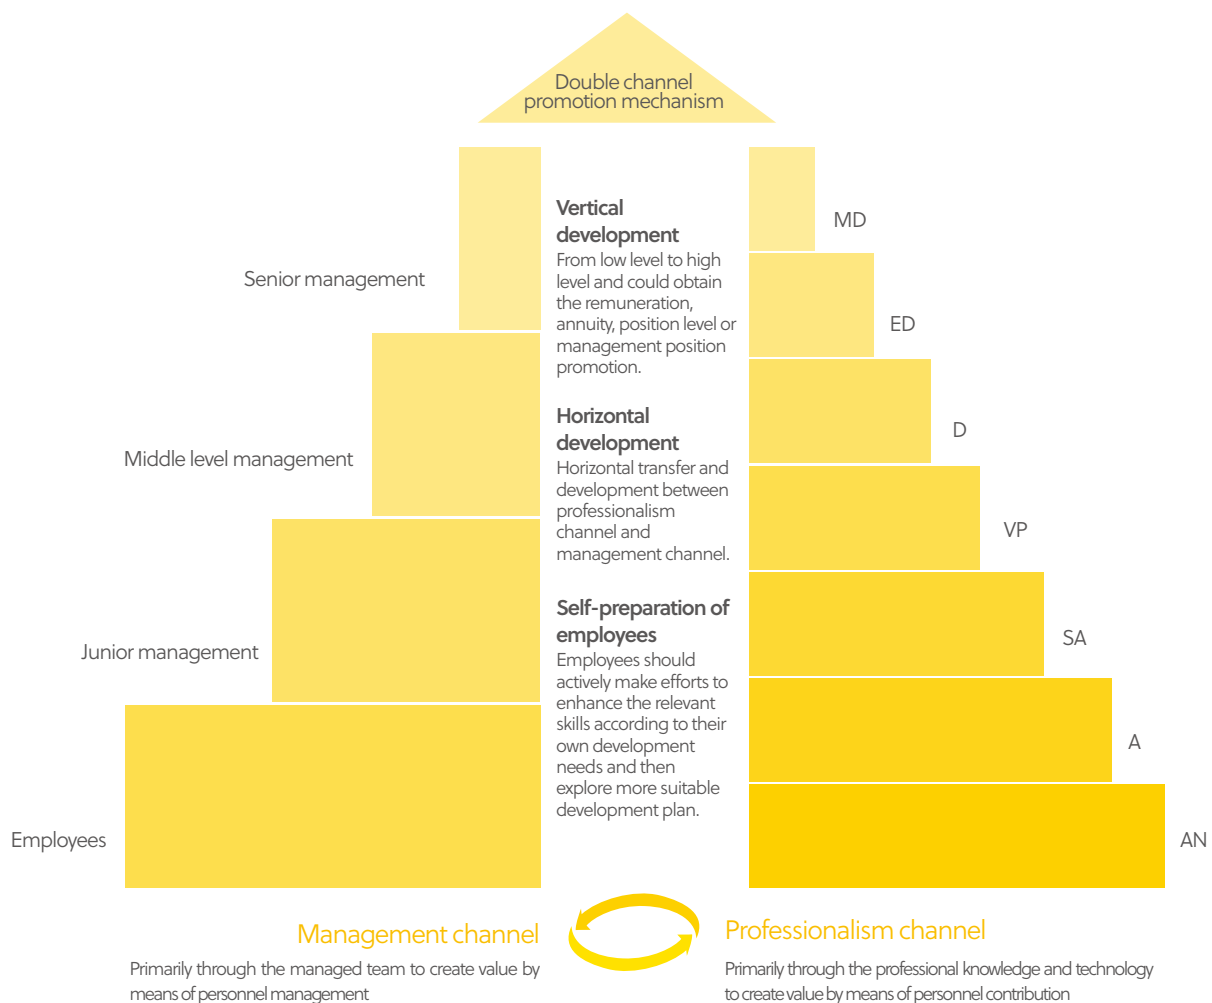 Double channel
promotion mechanism
Senior management
Middle level management
Junior management
Employees
Vertical
development
From low level to high
level and could obtain
the remuneration,
annuity, position level or
management position
promotion.
Horizontal
development
Horizontal transfer and
development between
professionalism
channel and
management channel.
Self-preparation of
employees
Employees should
actively make efforts to
enhance the relevant
skills according to their
own development
needs and then
explore more suitable
development plan.
MD
ED
D
VP
SA
A
AN
Management channel
Primarily through the managed team to create value by
means of personnel management
Professionalism channel
Primarily through the professional knowledge and technology
to create value by means of personnel contribution